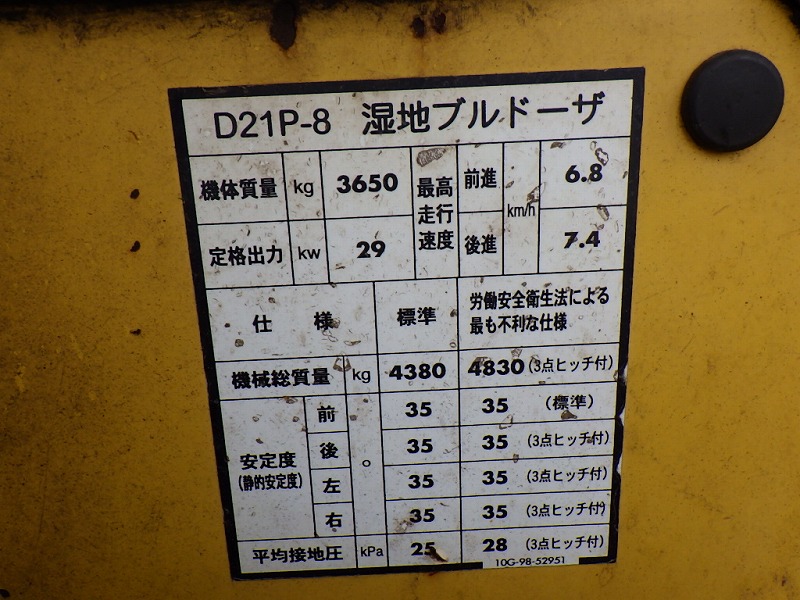 D21P-8 湿地ブルドーザ
機体質量 kg 3650 最高走行速度 前進 km/h 6.8
定格出力 kw 29 後進 7.4
仕様 標準 労働安全衛生法による
最も不利な仕様
機械総質量 kg 4380 4830 (3点ヒッチ付)
安定度 (静的安定度) 前 ° 35 35 (標準)
後 35 35 (3点ヒッチ付)
左 35 35 (3点ヒッチ付)
右 35 35 (3点ヒッチ付)
平均接地圧 kPa 25 28 (3点ヒッチ付)
10G-98-52951